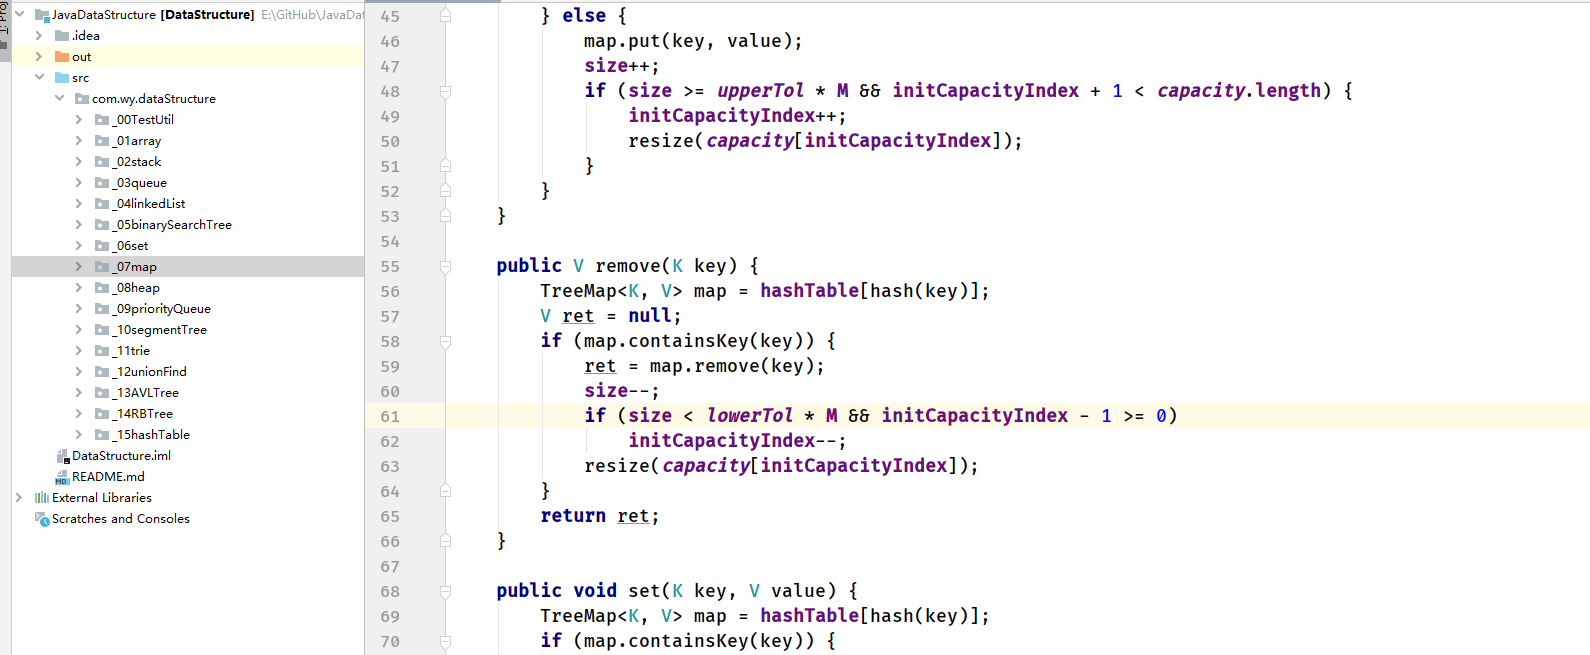 1: Proj
JavaDataStructure [DataStructure] E:\GitHub\JavaDat
.idea
out
src
com.wy.dataStructure
_00TestUtil
_01array
_02stack
_03queue
_04linkedList
_05binarySearchTree
_06set
_07map
_08heap
_09priorityQueue
_10segmentTree
_11trie
_12unionFind
_13AVLTree
_14RBTree
_15hashTable
DataStructure.iml
README.md
External Libraries
Scratches and Consoles
45 } else {
46 map.put(key, value);
47 size++;
48 if (size >= upperTol * M && initCapacityIndex + 1 < capacity.length) {
49 initCapacityIndex++;
50 resize(capacity[initCapacityIndex]);
51 }
52 }
53 }
54
55 public V remove(K key) {
56 TreeMap<K, V> map = hashTable[hash(key)];
57 V ret = null;
58 if (map.containsKey(key)) {
59 ret = map.remove(key);
60 size--;
61 if (size < lowerTol * M && initCapacityIndex - 1 >= 0)
62 initCapacityIndex--;
63 resize(capacity[initCapacityIndex]);
64 }
65 return ret;
66 }
67
68 public void set(K key, V value) {
69 TreeMap<K, V> map = hashTable[hash(key)];
70 if (map.containsKey(key)) {